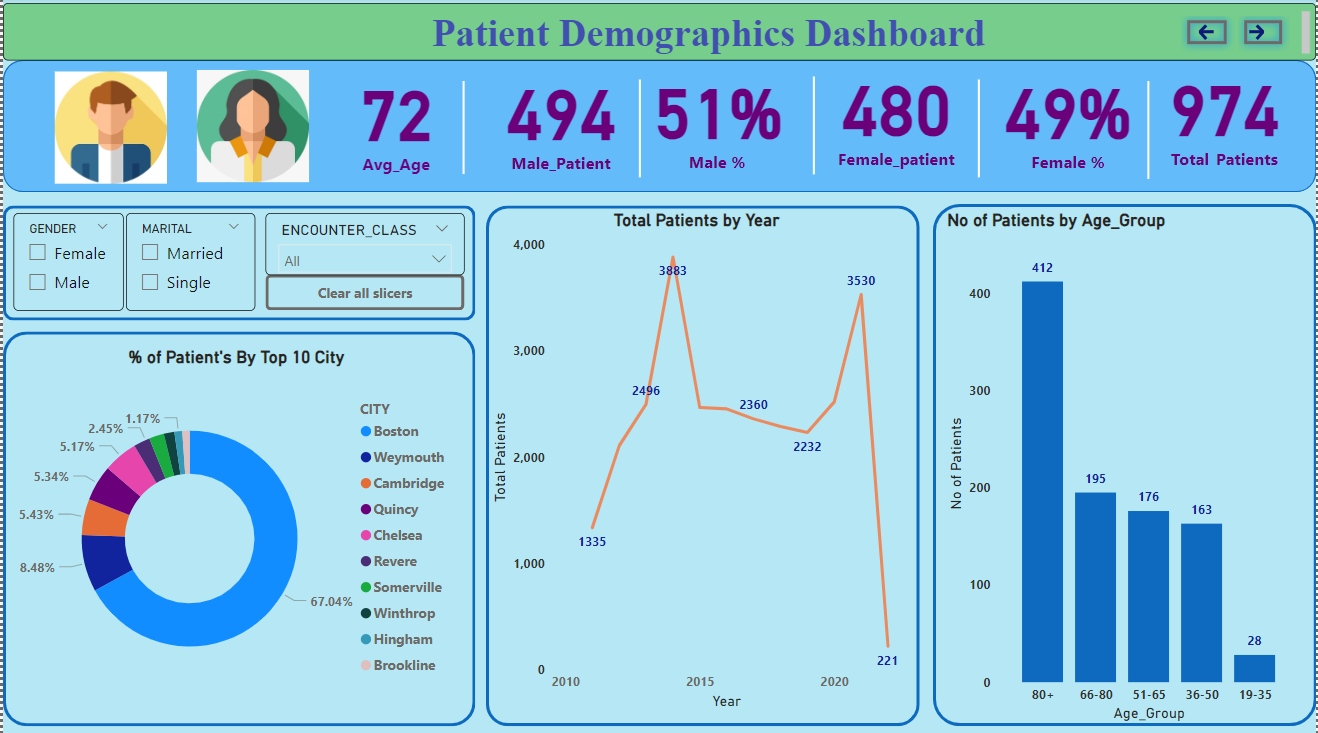 Patient Demographics Dashboard
72
Avg_Age
494
Male_Patient
51%
Male %
480
Female_patient
49%
Female %
974
Total Patients
GENDER
Female
Male
MARITAL
Married
Single
ENCOUNTER_CLASS
All
Clear all slicers
% of Patient's By Top 10 City
1.17%
2.45%
5.17%
5.34%
5.43%
8.48%
67.04%
CITY
Boston
Weymouth
Cambridge
Quincy
Chelsea
Revere
Somerville
Winthrop
Hingham
Brookline
Total Patients by Year
Total Patients
4,000
3,000
2,000
1,000
0
1335
2496
3883
2360
2232
3530
221
2010
2015
2020
Year
No of Patients by Age_Group
No of Patients
400
300
200
100
0
412
195
176
163
28
80+
66-80
51-65
36-50
19-35
Age_Group